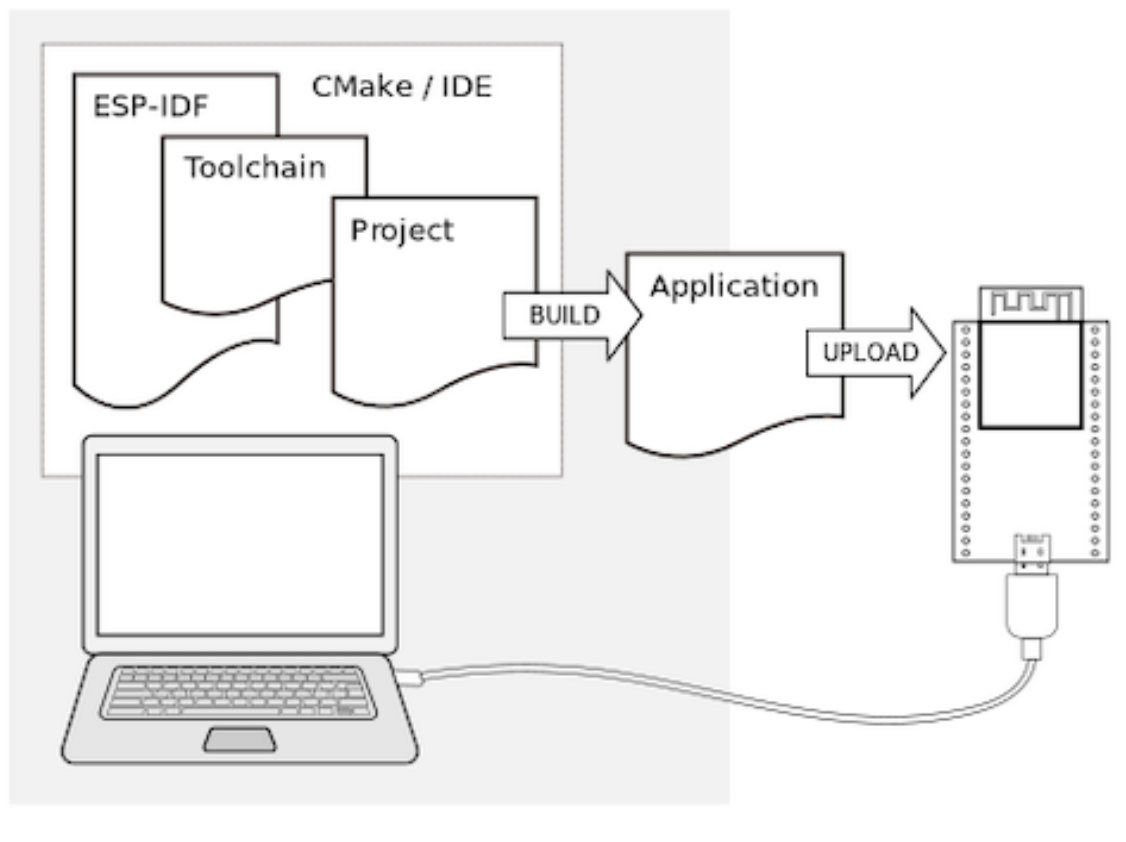 CMake / IDE
ESP-IDF
Toolchain
Project
BUILD
Application
UPLOAD